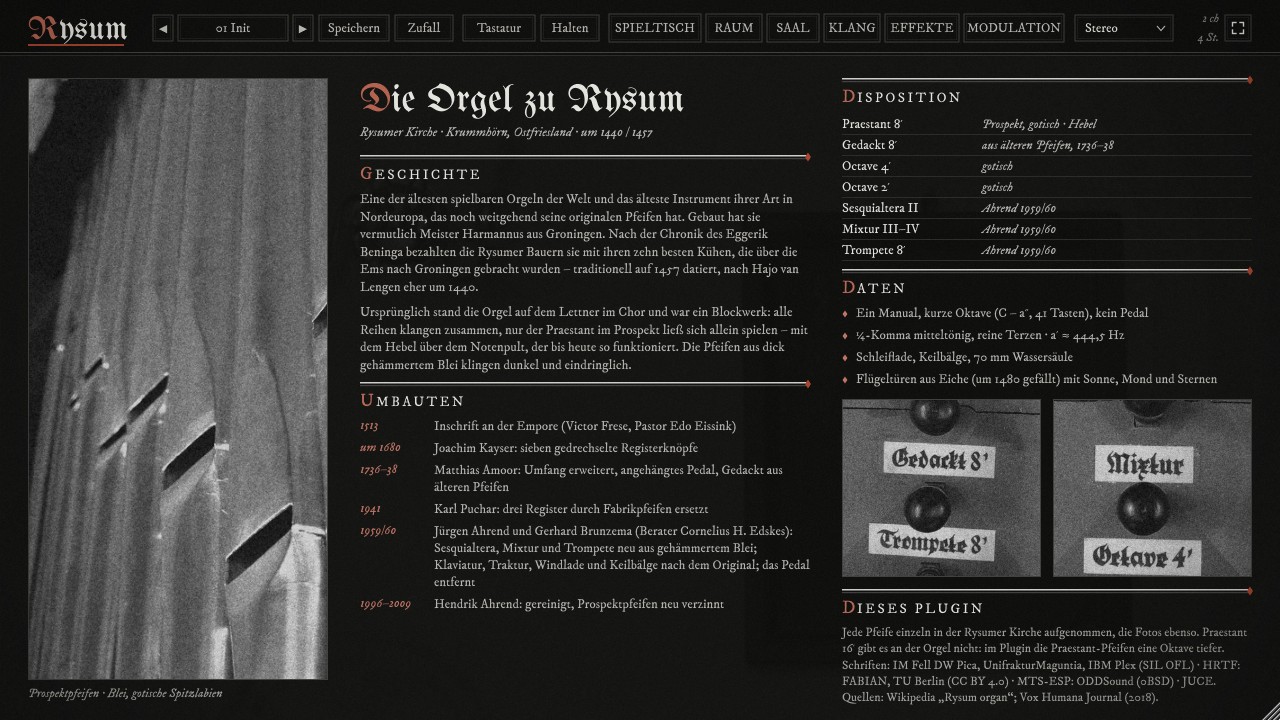 Rysum
◀ 01 Init ▶ Speichern Zufall Tastatur Halten SPIELTISCH RAUM SAAL KLANG EFFEKTE MODULATION Stereo
2 ch
4 St.
Die Orgel zu Rysum
Rysumer Kirche · Krummhörn, Ostfriesland · um 1440 / 1457
GESCHICHTE
Eine der ältesten spielbaren Orgeln der Welt und das älteste Instrument ihrer Art in
Nordeuropa, das noch weitgehend seine originalen Pfeifen hat. Gebaut hat sie
vermutlich Meister Harmannus aus Groningen. Nach der Chronik des Eggerik
Beninga bezahlten die Rysumer Bauern sie mit ihren zehn besten Kühen, die über die
Ems nach Groningen gebracht wurden – traditionell auf 1457 datiert, nach Hajo van
Lengen eher um 1440.
Ursprünglich stand die Orgel auf dem Lettner im Chor und war ein Blockwerk: alle
Reihen klangen zusammen, nur der Praestant im Prospekt ließ sich allein spielen – mit
dem Hebel über dem Notenpult, der bis heute so funktioniert. Die Pfeifen aus dick
gehämmertem Blei klingen dunkel und eindringlich.
UMBAUTEN
1513 Inschrift an der Empore (Victor Frese, Pastor Edo Eissink)
um 1680 Joachim Kayser: sieben gedrechselte Registerknöpfe
1736–38 Matthias Amoor: Umfang erweitert, angehängtes Pedal, Gedackt aus
älteren Pfeifen
1941 Karl Puchar: drei Register durch Fabrikpfeifen ersetzt
1959/60 Jürgen Ahrend und Gerhard Brunzema (Berater Cornelius H. Edskes):
Sesquialtera, Mixtur und Trompete neu aus gehämmertem Blei;
Klaviatur, Traktur, Windlade und Keilbälge nach dem Original; das Pedal
entfernt
1996–2009 Hendrik Ahrend: gereinigt, Prospektpfeifen neu verzinnt
Prospektpfeifen · Blei, gotische Spitzlabien
DISPOSITION
Praestant 8′ Prospekt, gotisch · Hebel
Gedackt 8′ aus älteren Pfeifen, 1736–38
Octave 4′ gotisch
Octave 2′ gotisch
Sesquialtera II Ahrend 1959/60
Mixtur III–IV Ahrend 1959/60
Trompete 8′ Ahrend 1959/60
DATEN
♦ Ein Manual, kurze Oktave (C – a″, 41 Tasten), kein Pedal
♦ ¼-Komma mitteltönig, reine Terzen · a′ = 444,5 Hz
♦ Schleiflade, Keilbälge, 70 mm Wassersäule
♦ Flügeltüren aus Eiche (um 1480 gefällt) mit Sonne, Mond und Sternen
Gedackt 8'
Trompete 8'
Mixtur
Octave 4'
DIESES PLUGIN
Jede Pfeife einzeln in der Rysumer Kirche aufgenommen, die Fotos ebenso. Praestant
16′ gibt es an der Orgel nicht: im Plugin die Praestant-Pfeifen eine Oktave tiefer.
Schriften: IM Fell DW Pica, UnifrakturMaguntia, IBM Plex (SIL OFL) · HRTF:
FABIAN, TU Berlin (CC BY 4.0) · MTS-ESP: ODDSound (0BSD) · JUCE.
Quellen: Wikipedia „Rysum organ“; Vox Humana Journal (2018).